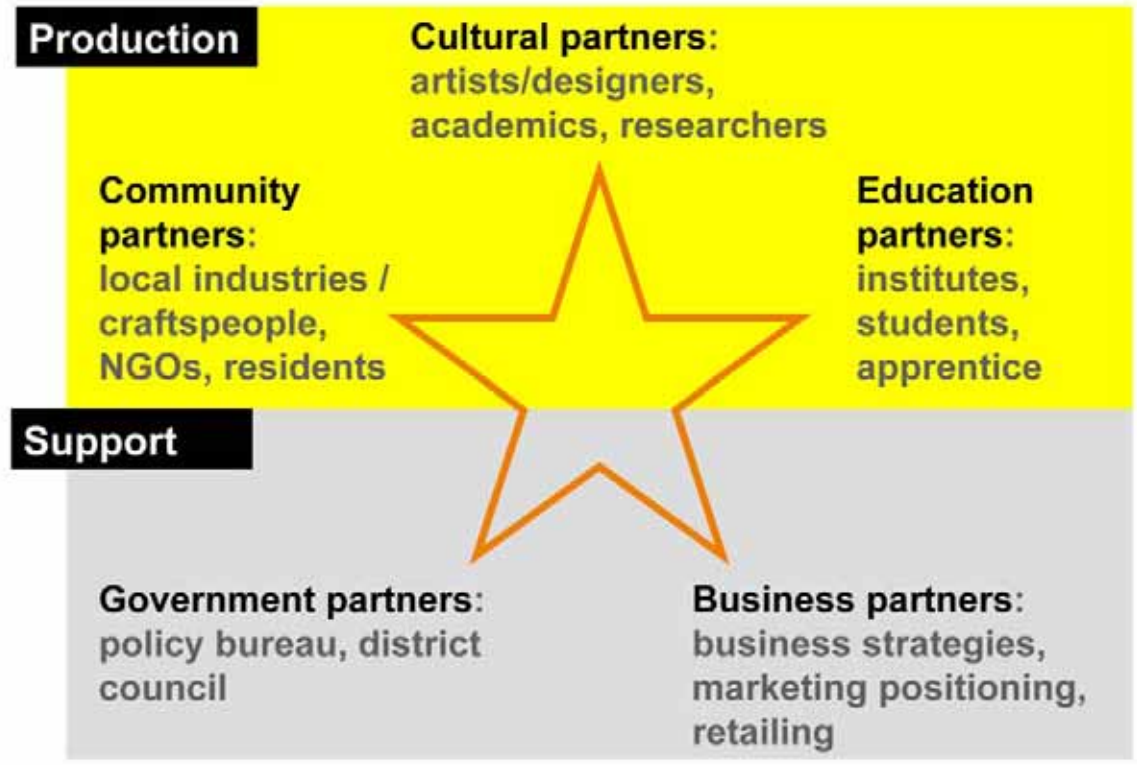 Production
Cultural partners:
artists/designers,
academics, researchers
Community
partners:
local industries /
craftspeople,
NGOs, residents
Education
partners:
institutes,
students,
apprentice
Support
Government partners:
policy bureau, district
council
Business partners:
business strategies,
marketing positioning,
retailing